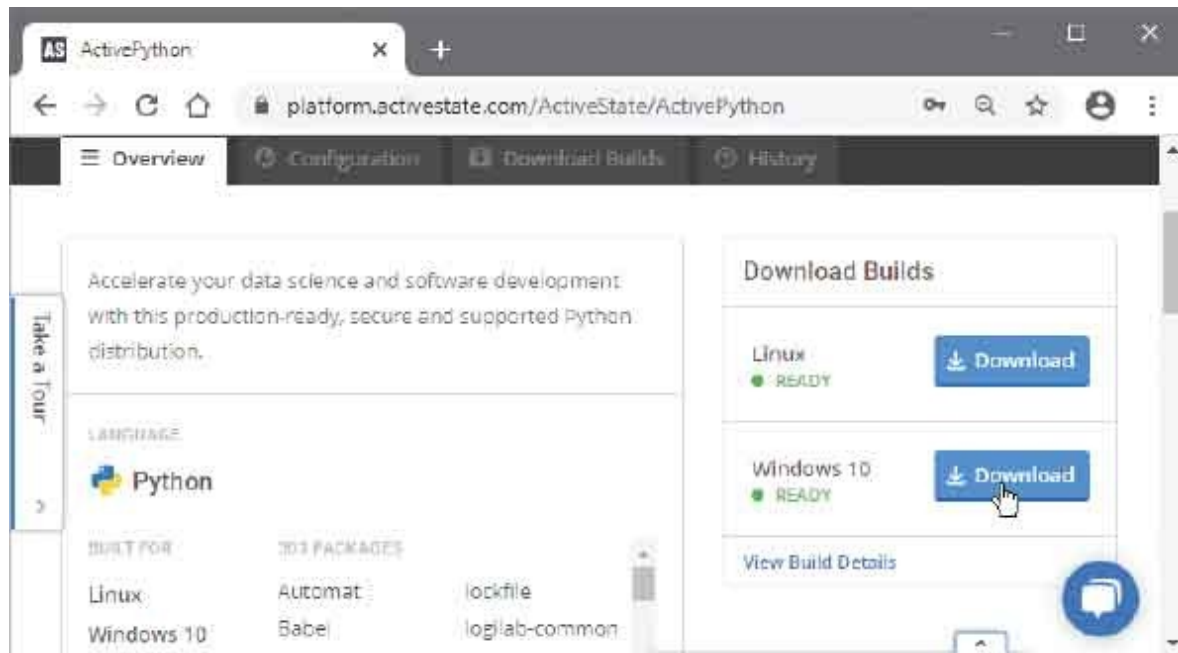 AS ActivePython
platform.activestate.com/ActiveState/ActivePython
Overview Configuration Download Builds History
Take a Tour
Accelerate your data science and software development
with this production-ready, secure and supported Python
distribution.
LANGUAGE
Python
BUILT FOR
Linux
Windows 10
303 PACKAGES
Automat lockfile
Babel logilab-common
Download Builds
Linux
READY
Download
Windows 10
READY
Download
View Build Details